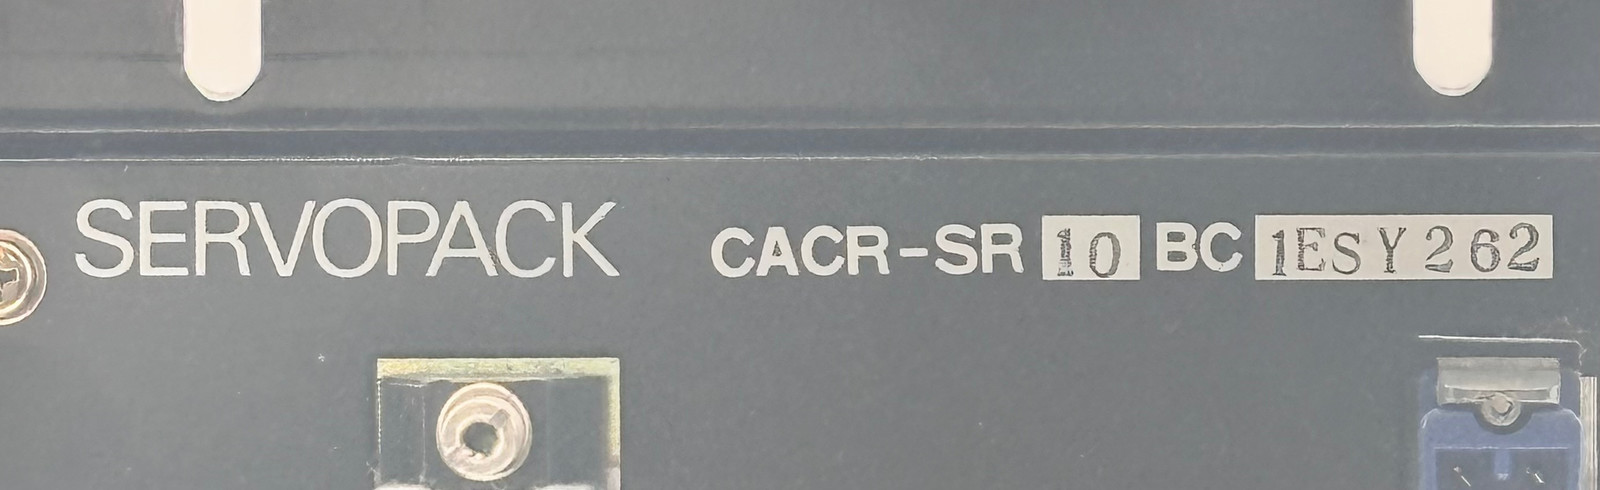 SERVOPACK CACR-SR 10 BC 1ESY262